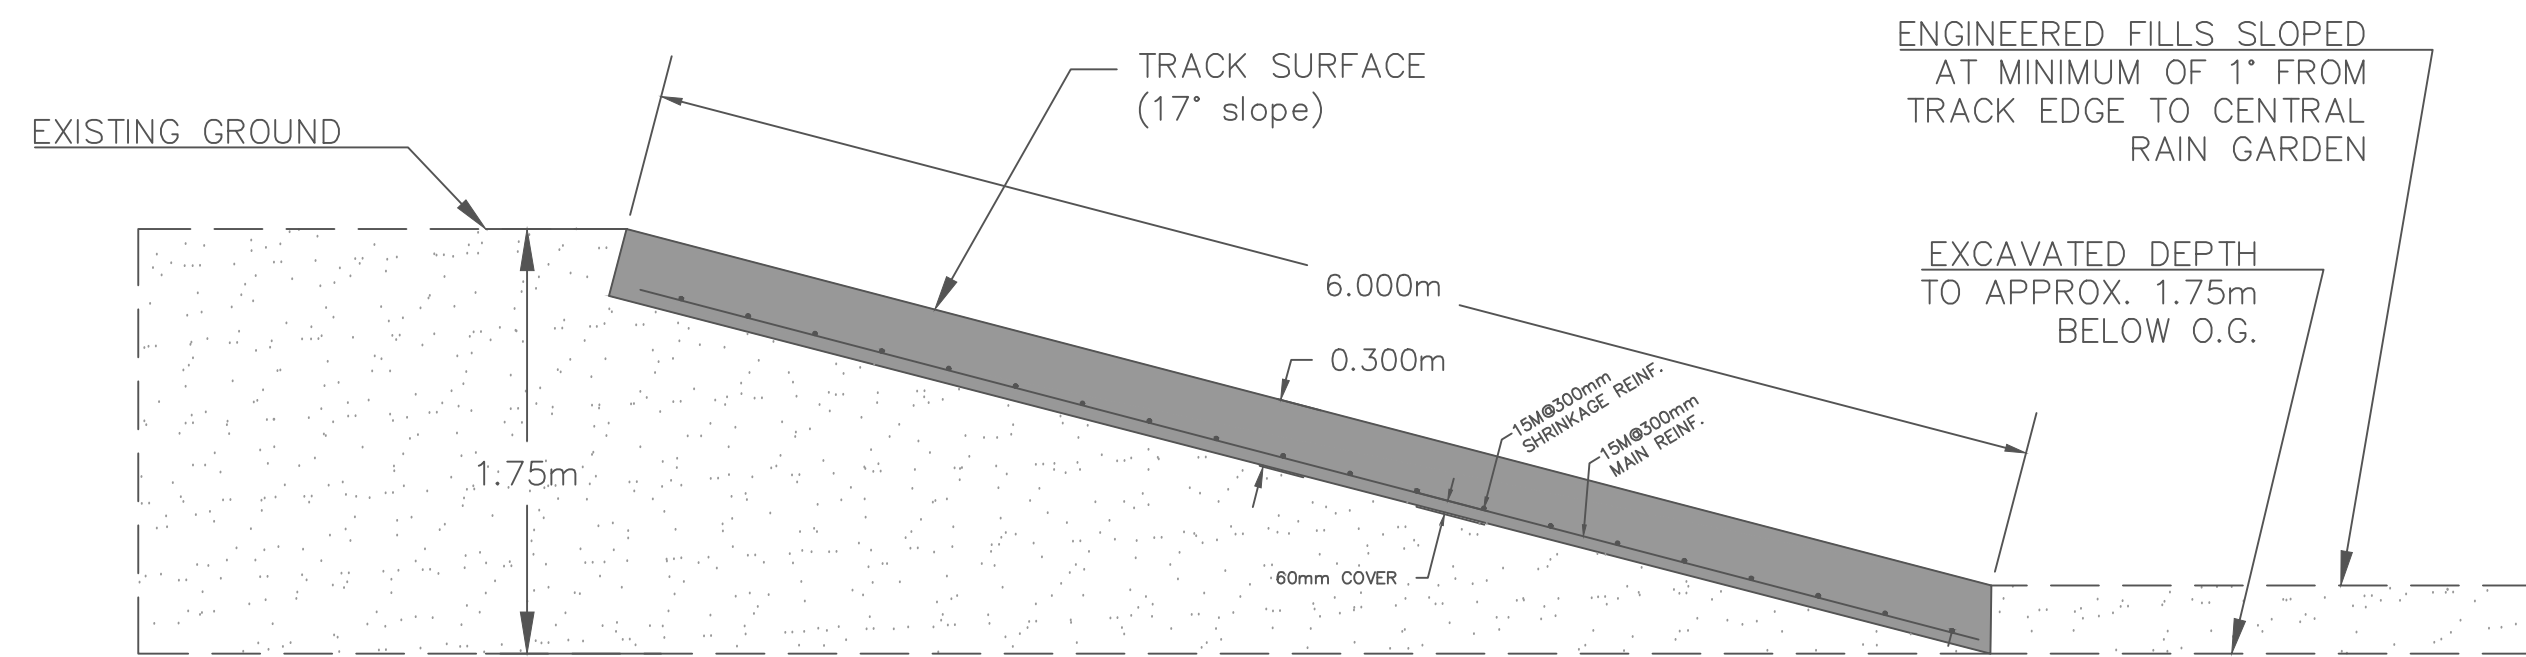 ENGINEERED FILLS SLOPED
AT MINIMUM OF 1° FROM
TRACK EDGE TO CENTRAL
RAIN GARDEN
TRACK SURFACE
(17° slope)
EXISTING GROUND
EXCAVATED DEPTH
TO APPROX. 1.75m
BELOW O.G.
6.000m
0.300m
15M@300mm
SHRINKAGE REINF.
15M@300mm
MAIN REINF.
1.75m
60mm COVER